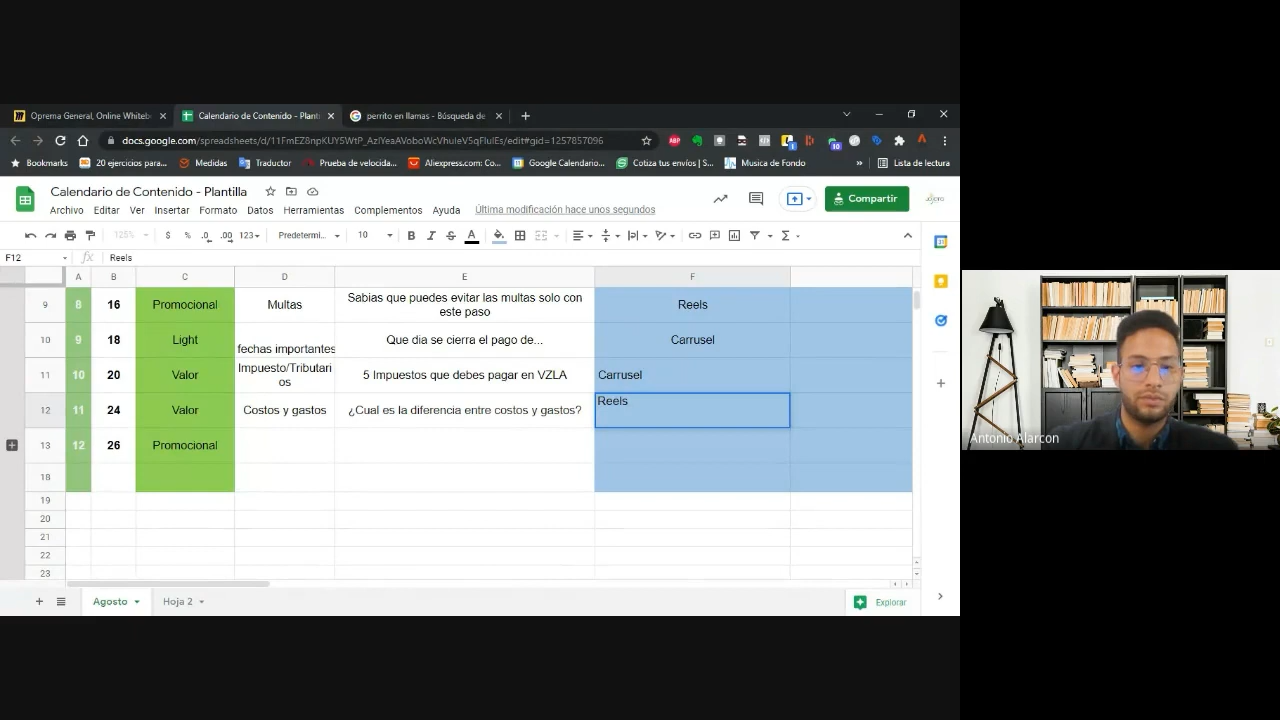 Oprema General, Online Whiteb
Calendario de Contenido - Planti
perrito en llamas - Búsqueda de
docs.google.com/spreadsheets/d/11FmEZ8npKUY5WtP_AzlYeAVoboWcVhuIeV5qFIulEs/edit#gid=1257857096
Bookmarks
20 ejercicios para...
Medidas
Traductor
Prueba de velocida...
Aliexpress.com: Co...
Google Calendario...
Cotiza tus envíos | S...
Musica de Fondo
»
Lista de lectura
Calendario de Contenido - Plantilla
Compartir
Archivo Editar Ver Insertar Formato Datos Herramientas Complementos Ayuda Última modificación hace unos segundos
125% $ % .0 .00 123 Predetermi... 10 B I S A
F12 fx Reels
A B C D E F
9 8 16 Promocional Multas Sabias que puedes evitar las multas solo con este paso Reels
10 9 18 Light fechas importantes Que dia se cierra el pago de... Carrusel
11 10 20 Valor Impuesto/Tributari os 5 Impuestos que debes pagar en VZLA Carrusel
12 11 24 Valor Costos y gastos ¿Cual es la diferencia entre costos y gastos? Reels
13 12 26 Promocional
18
19
20
21
22
23
Agosto
Hoja 2
Explorar
Antonio Alarcon